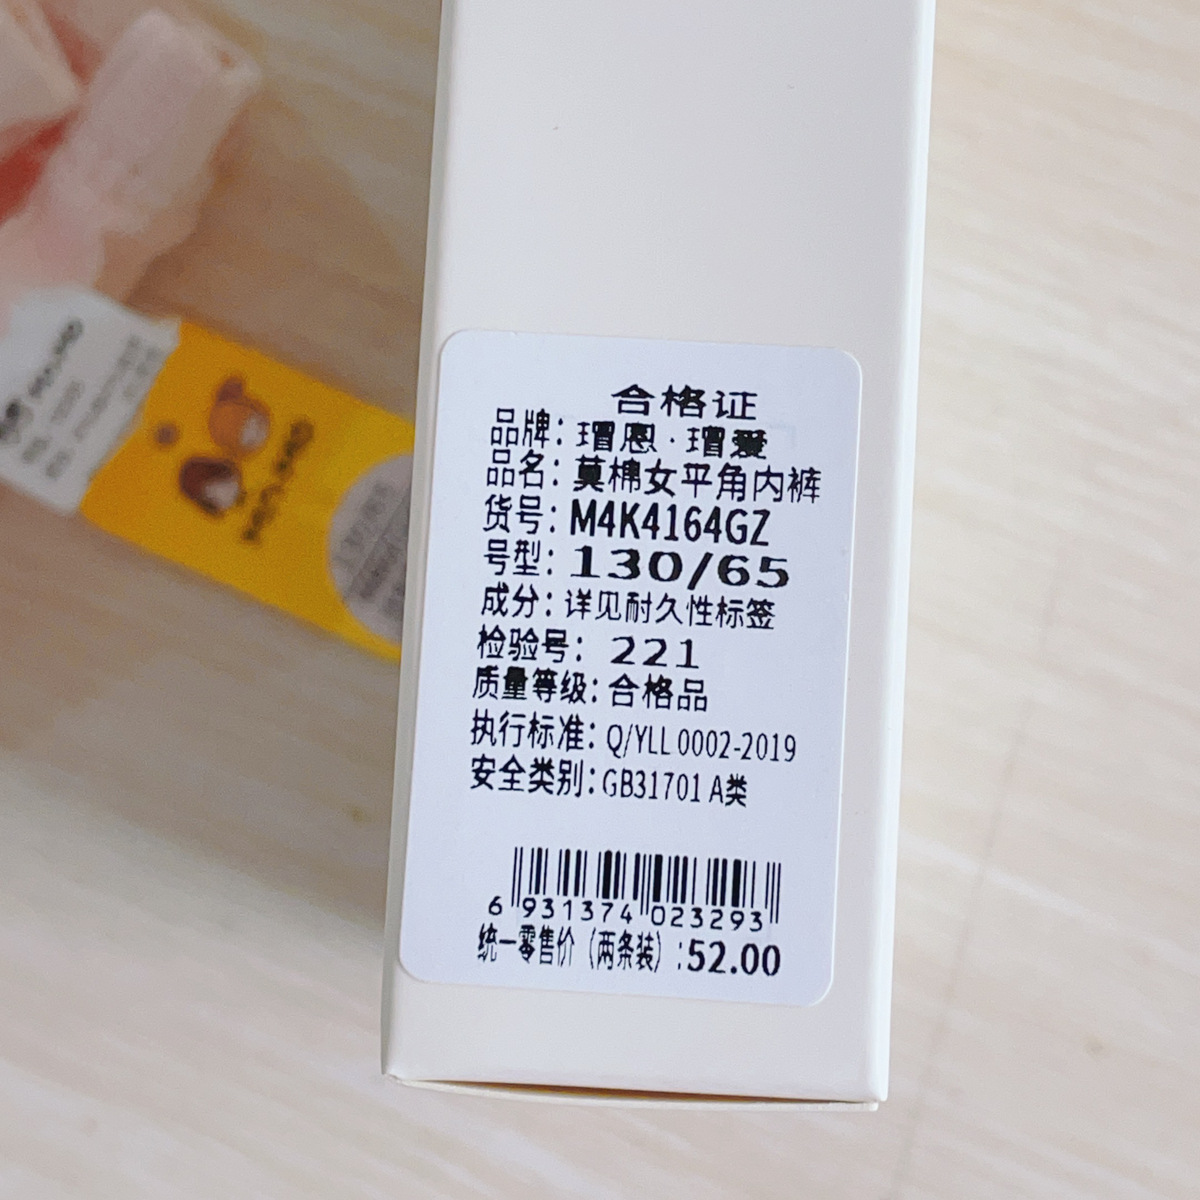 合格证
品牌：瑁恩·瑁爱
品名：莫棉女平角内裤
货号：M4K4164GZ
号型：130/65
成分：详见耐久性标签
检验号：221
质量等级：合格品
执行标准：Q/YLL 0002-2019
安全类别：GB31701 A类
6 931374 023293
统一零售价（两条装）:52.00